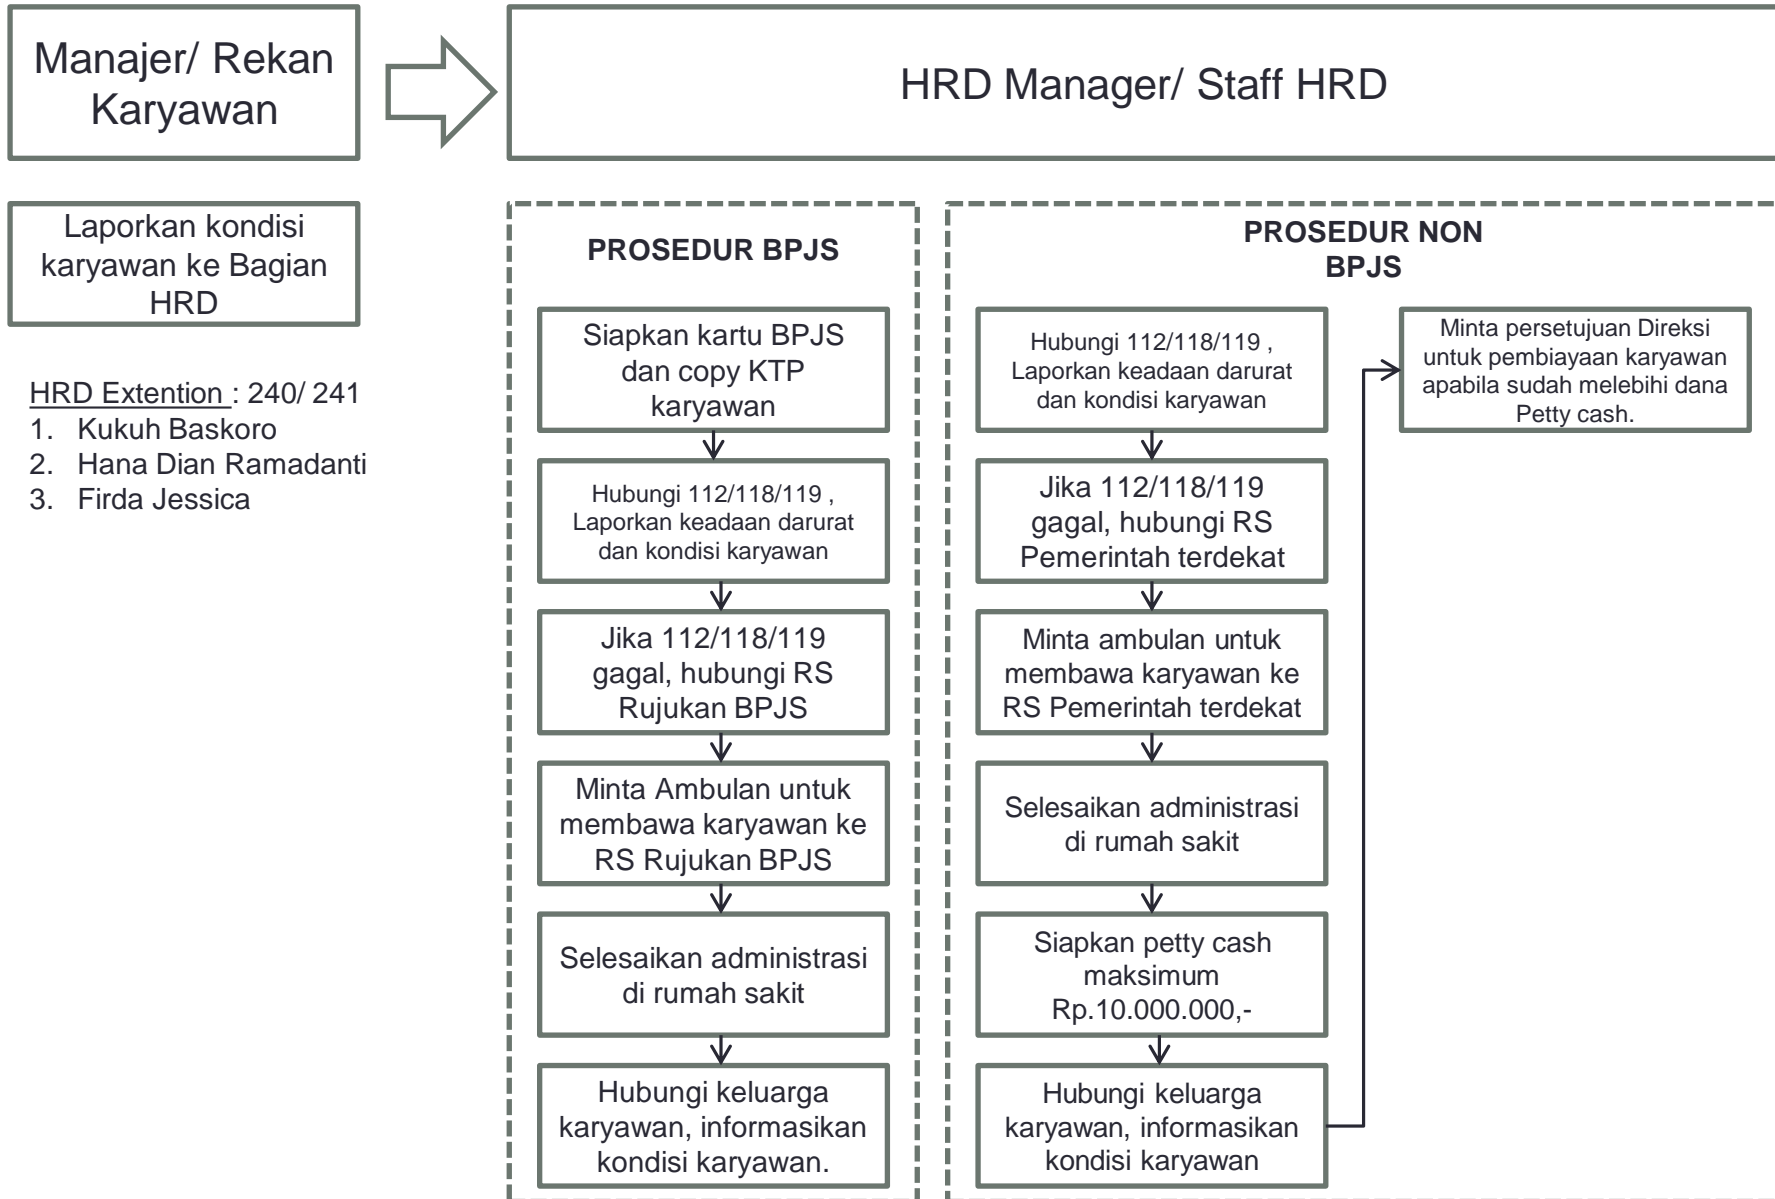 Manajer/ Rekan
Karyawan
HRD Manager/ Staff HRD
Laporkan kondisi
karyawan ke Bagian
HRD
HRD Extention : 240/ 241
1. Kukuh Baskoro
2. Hana Dian Ramadanti
3. Firda Jessica
PROSEDUR BPJS
Siapkan kartu BPJS
dan copy KTP
karyawan
Hubungi 112/118/119 ,
Laporkan keadaan darurat
dan kondisi karyawan
Jika 112/118/119
gagal, hubungi RS
Rujukan BPJS
Minta Ambulan untuk
membawa karyawan ke
RS Rujukan BPJS
Selesaikan administrasi
di rumah sakit
Hubungi keluarga
karyawan, informasikan
kondisi karyawan.
PROSEDUR NON
BPJS
Hubungi 112/118/119 ,
Laporkan keadaan darurat
dan kondisi karyawan
Jika 112/118/119
gagal, hubungi RS
Pemerintah terdekat
Minta ambulan untuk
membawa karyawan ke
RS Pemerintah terdekat
Selesaikan administrasi
di rumah sakit
Siapkan petty cash
maksimum
Rp.10.000.000,-
Hubungi keluarga
karyawan, informasikan
kondisi karyawan
Minta persetujuan Direksi
untuk pembiayaan karyawan
apabila sudah melebihi dana
Petty cash.